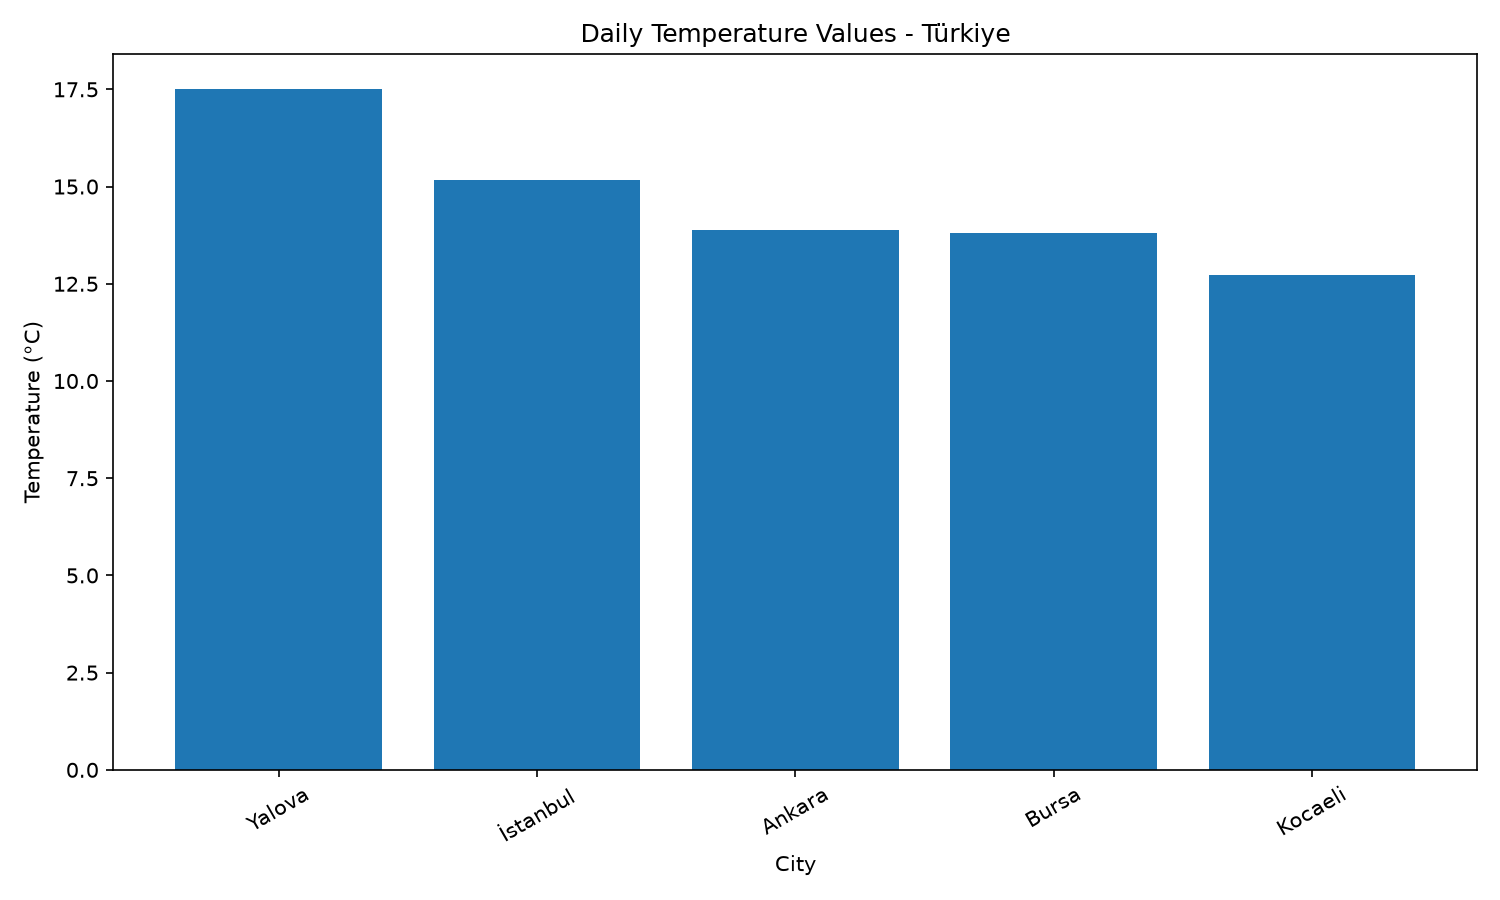 Daily Temperature Values - Türkiye
Temperature (°C)
17.5
15.0
12.5
10.0
7.5
5.0
2.5
0.0
Yalova
İstanbul
Ankara
Bursa
Kocaeli
City